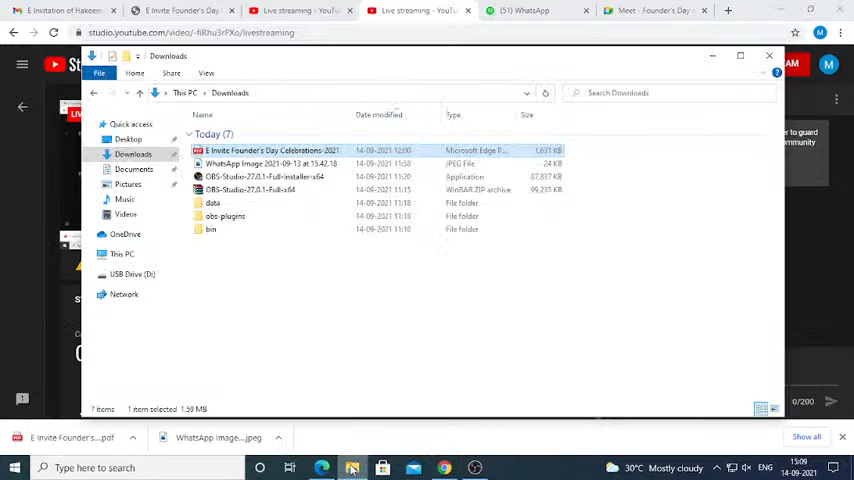 E Invitation of Hakeem
E Invite Founder's Day
Live streaming - YouTu
Live streaming - YouTu
(51) WhatsApp
Meet - Founder's Day
studio.youtube.com/video/-fiRhu3rPXo/livestreaming
M
Downloads
File
Home
Share
View
This PC > Downloads
Search Downloads
Name
Date modified
Type
Size
Quick access
Desktop
Downloads
Documents
Pictures
Music
Videos
OneDrive
This PC
USB Drive (D:)
Network
Today (7)
E Invite Founder's Day Celebrations-2021 14-09-2021 12:00 Microsoft Edge P... 1,631 KB
WhatsApp Image 2021-09-13 at 15.42.18 14-09-2021 11:58 JPEG File 24 KB
OBS-Studio-27.0.1-Full-Installer-x64 14-09-2021 11:20 Application 87,837 KB
OBS-Studio-27.0.1-Full-x64 14-09-2021 11:15 WinRAR ZIP archive 99,235 KB
data 14-09-2021 11:18 File folder
obs-plugins 14-09-2021 11:18 File folder
bin 14-09-2021 11:18 File folder
er to guard
ommunity
7 items 1 item selected 1.59 MB
0/200
E Invite Founder's....pdf
WhatsApp Image....jpeg
Show all
Type here to search
30°C Mostly cloudy
ENG
15:09
14-09-2021